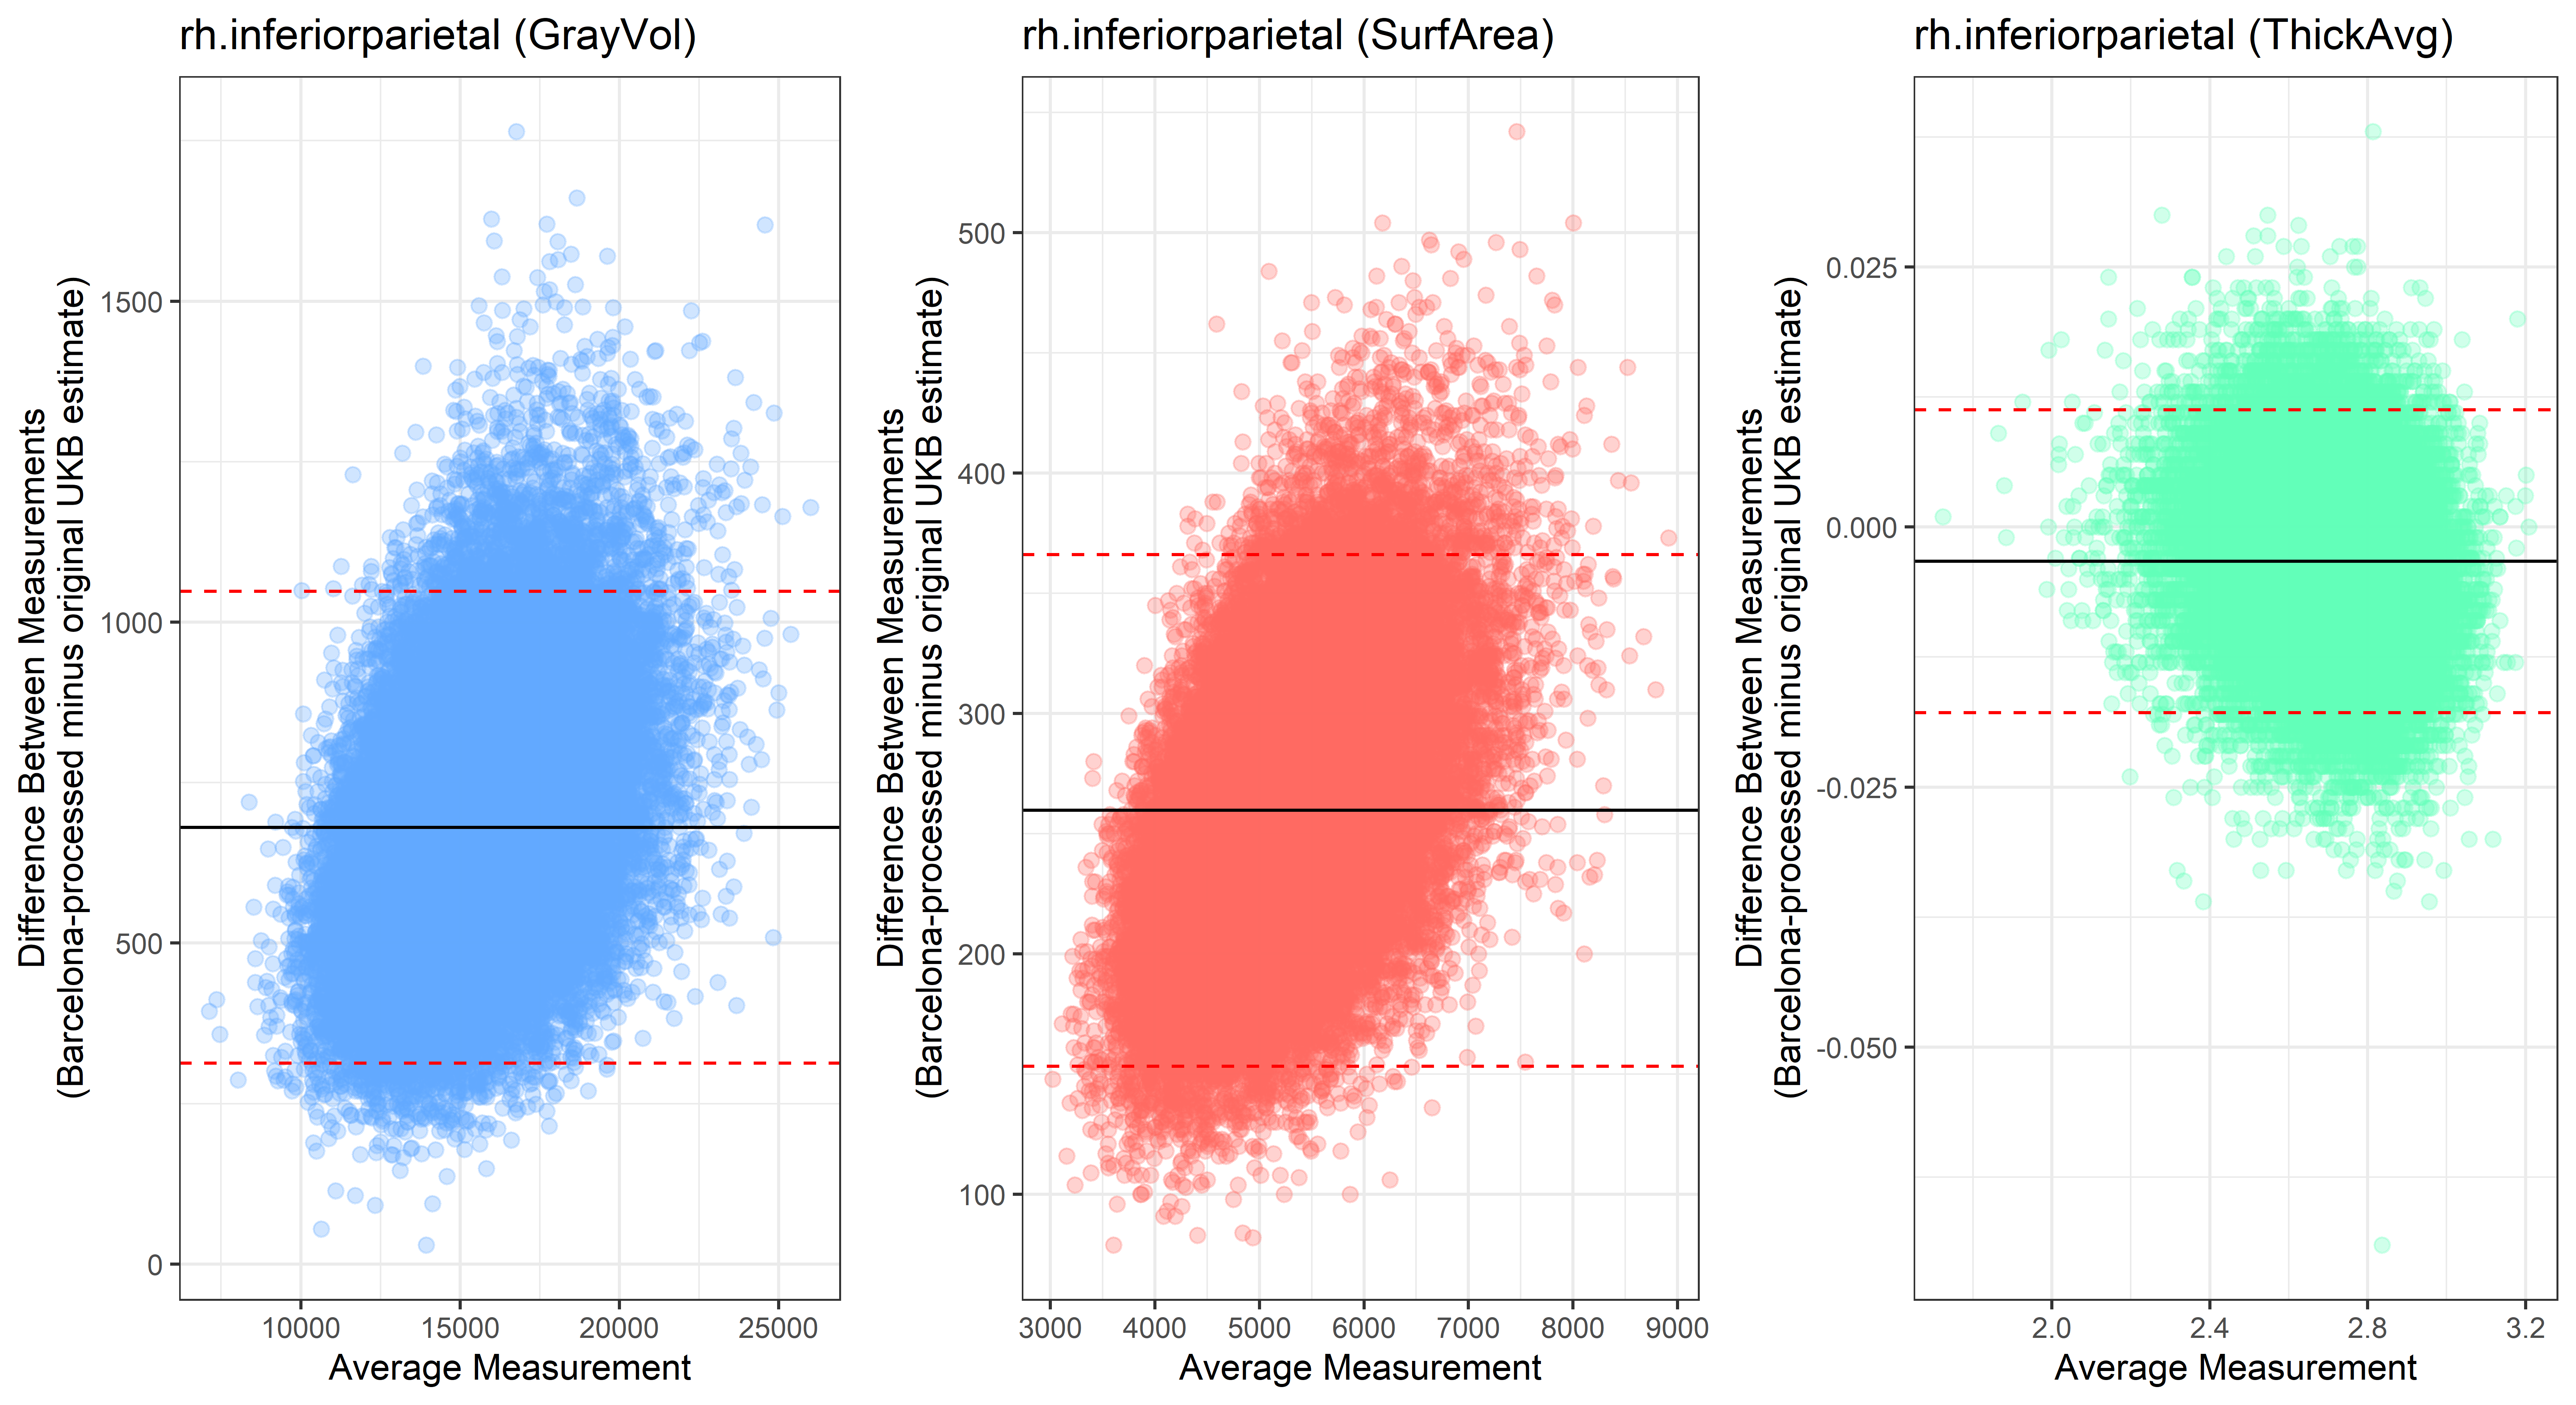 rh.inferiorparietal (GrayVol)
Difference Between Measurements
(Barcelona-processed minus original UKB estimate)
1500
1000
500
0
10000 15000 20000 25000
Average Measurement
rh.inferiorparietal (SurfArea)
Difference Between Measurements
(Barcelona-processed minus original UKB estimate)
500
400
300
200
100
3000 4000 5000 6000 7000 8000 9000
Average Measurement
rh.inferiorparietal (ThickAvg)
Difference Between Measurements
(Barcelona-processed minus original UKB estimate)
0.025
0.000
-0.025
-0.050
2.0 2.4 2.8 3.2
Average Measurement